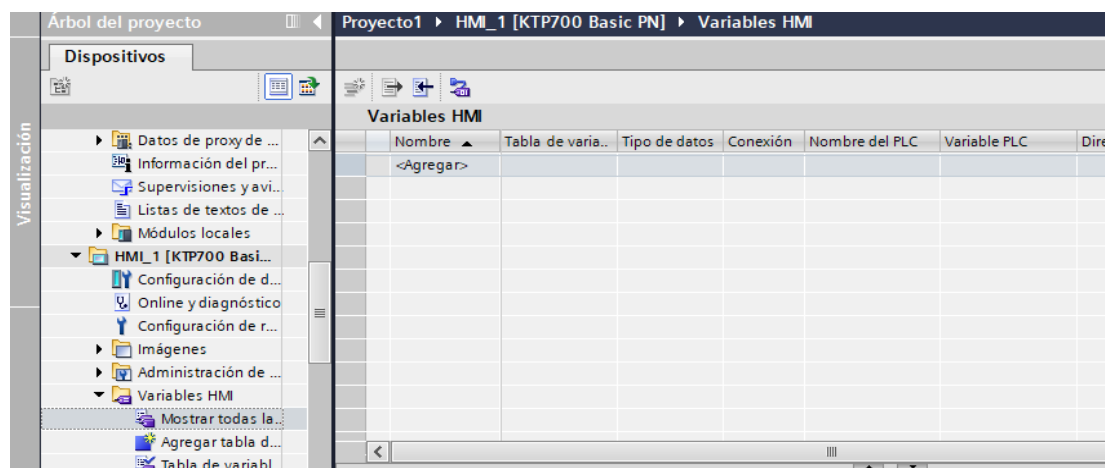 Árbol del proyecto
Proyecto1 ▸ HMI_1 [KTP700 Basic PN] ▸ Variables HMI
Dispositivos
Visualización
Datos de proxy de ...
Información del pr...
Supervisiones y avi...
Listas de textos de ...
Módulos locales
HMI_1 [KTP700 Basi...
Configuración de d...
Online y diagnóstico
Configuración de r...
Imágenes
Administración de ...
Variables HMI
Mostrar todas la...
Agregar tabla d...
Tabla de variabl
Variables HMI
Nombre Tabla de varia.. Tipo de datos Conexión Nombre del PLC Variable PLC Dire
<Agregar>